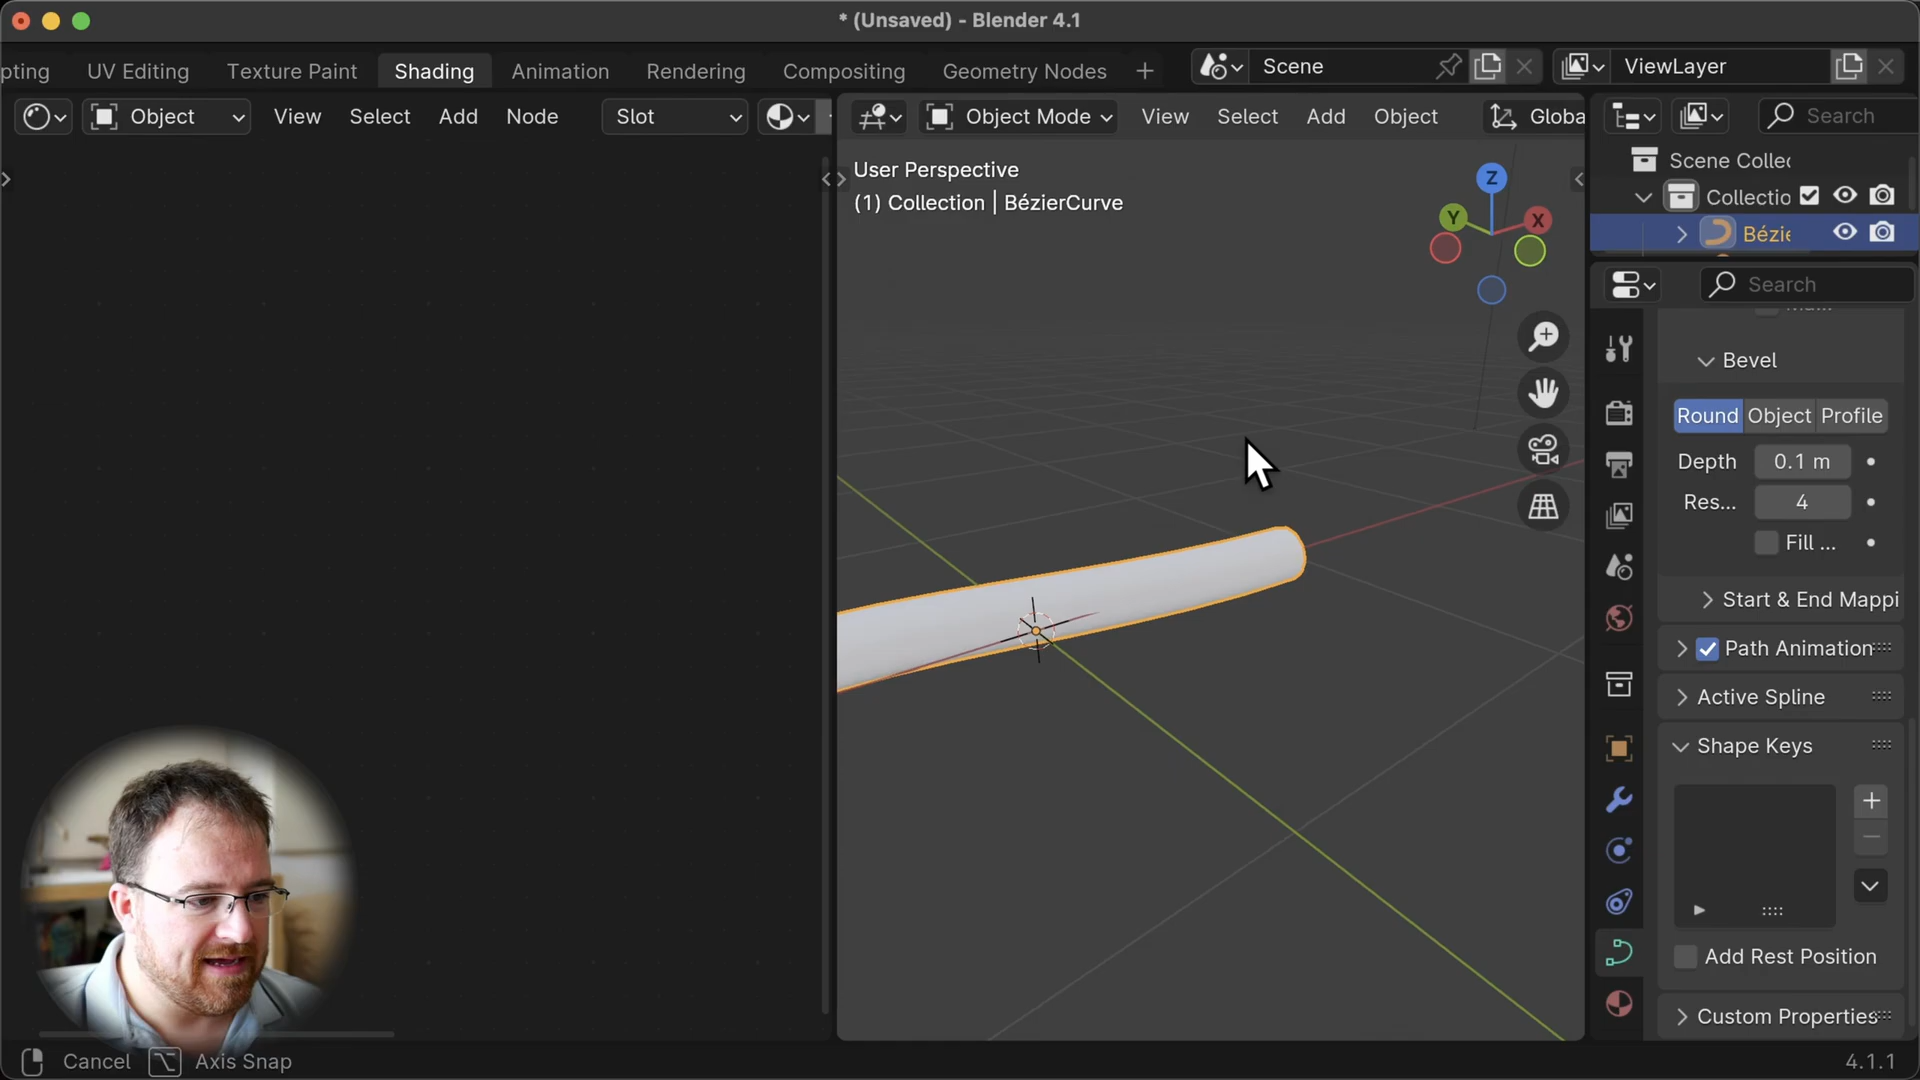 * (Unsaved) - Blender 4.1
pting UV Editing Texture Paint Shading Animation Rendering Compositing Geometry Nodes + Scene ViewLayer
Object View Select Add Node Slot Object Mode View Select Add Object Globa Search
User Perspective
(1) Collection | BézierCurve
Z
Y
X
Scene Collec
Collectio
Bézie
Search
Bevel
Round Object Profile
Depth 0.1 m
Res... 4
Fill ...
Start & End Mappi
Path Animation
Active Spline
Shape Keys
Add Rest Position
Custom Properties
Cancel Axis Snap
4.1.1